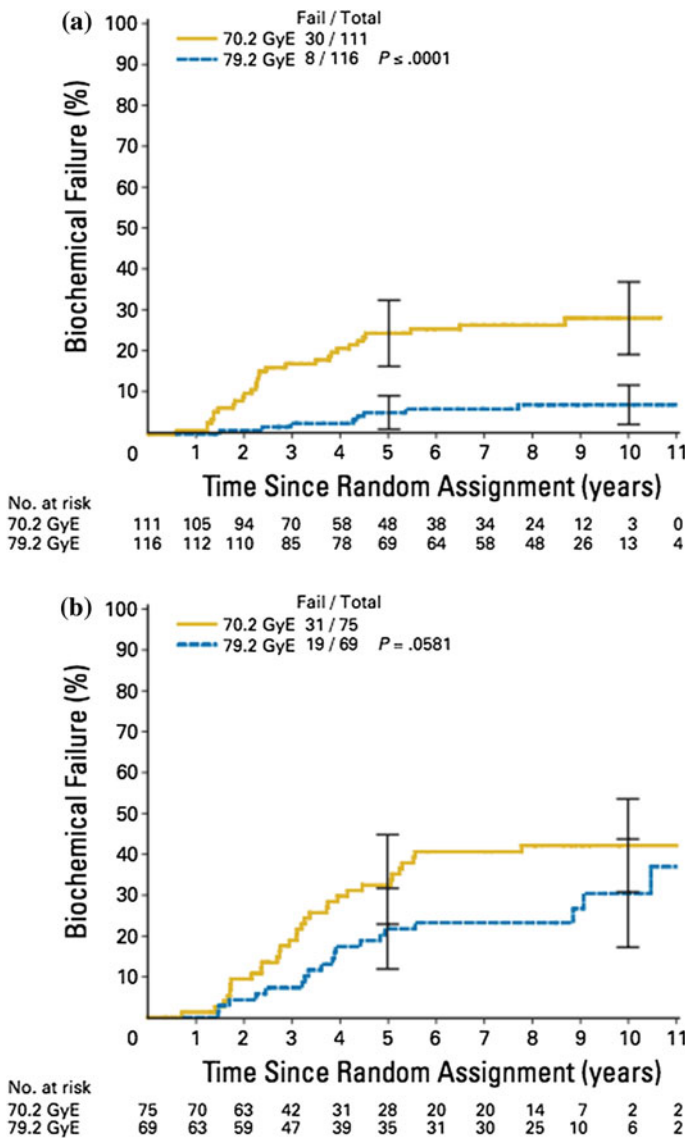 (a)
Fail / Total
70.2 GyE 30 / 111
79.2 GyE 8 / 116 P ≤ .0001
Biochemical Failure (%)
100
90
80
70
60
50
40
30
20
10
0 1 2 3 4 5 6 7 8 9 10 11
Time Since Random Assignment (years)
No. at risk
70.2 GyE 111 105 94 70 58 48 38 34 24 12 3 0
79.2 GyE 116 112 110 85 78 69 64 58 48 26 13 4
(b)
Fail / Total
70.2 GyE 31 / 75
79.2 GyE 19 / 69 P = .0581
Biochemical Failure (%)
100
90
80
70
60
50
40
30
20
10
0 1 2 3 4 5 6 7 8 9 10 11
Time Since Random Assignment (years)
No. at risk
70.2 GyE 75 70 63 42 31 28 20 20 14 7 2 2
79.2 GyE 69 63 59 47 39 35 31 30 25 10 6 2